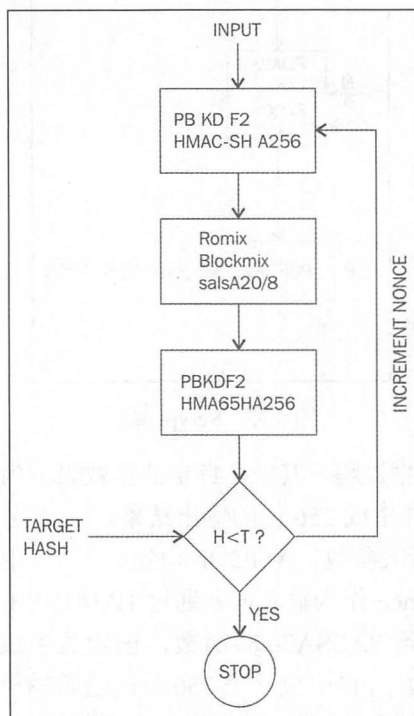 INPUT
PB KD F2
HMAC-SH A256
Romix
Blockmix
salsA20/8
PBKDF2
HMA65HA256
INCREMENT NONCE
TARGET
HASH
H<T ?
YES
STOP